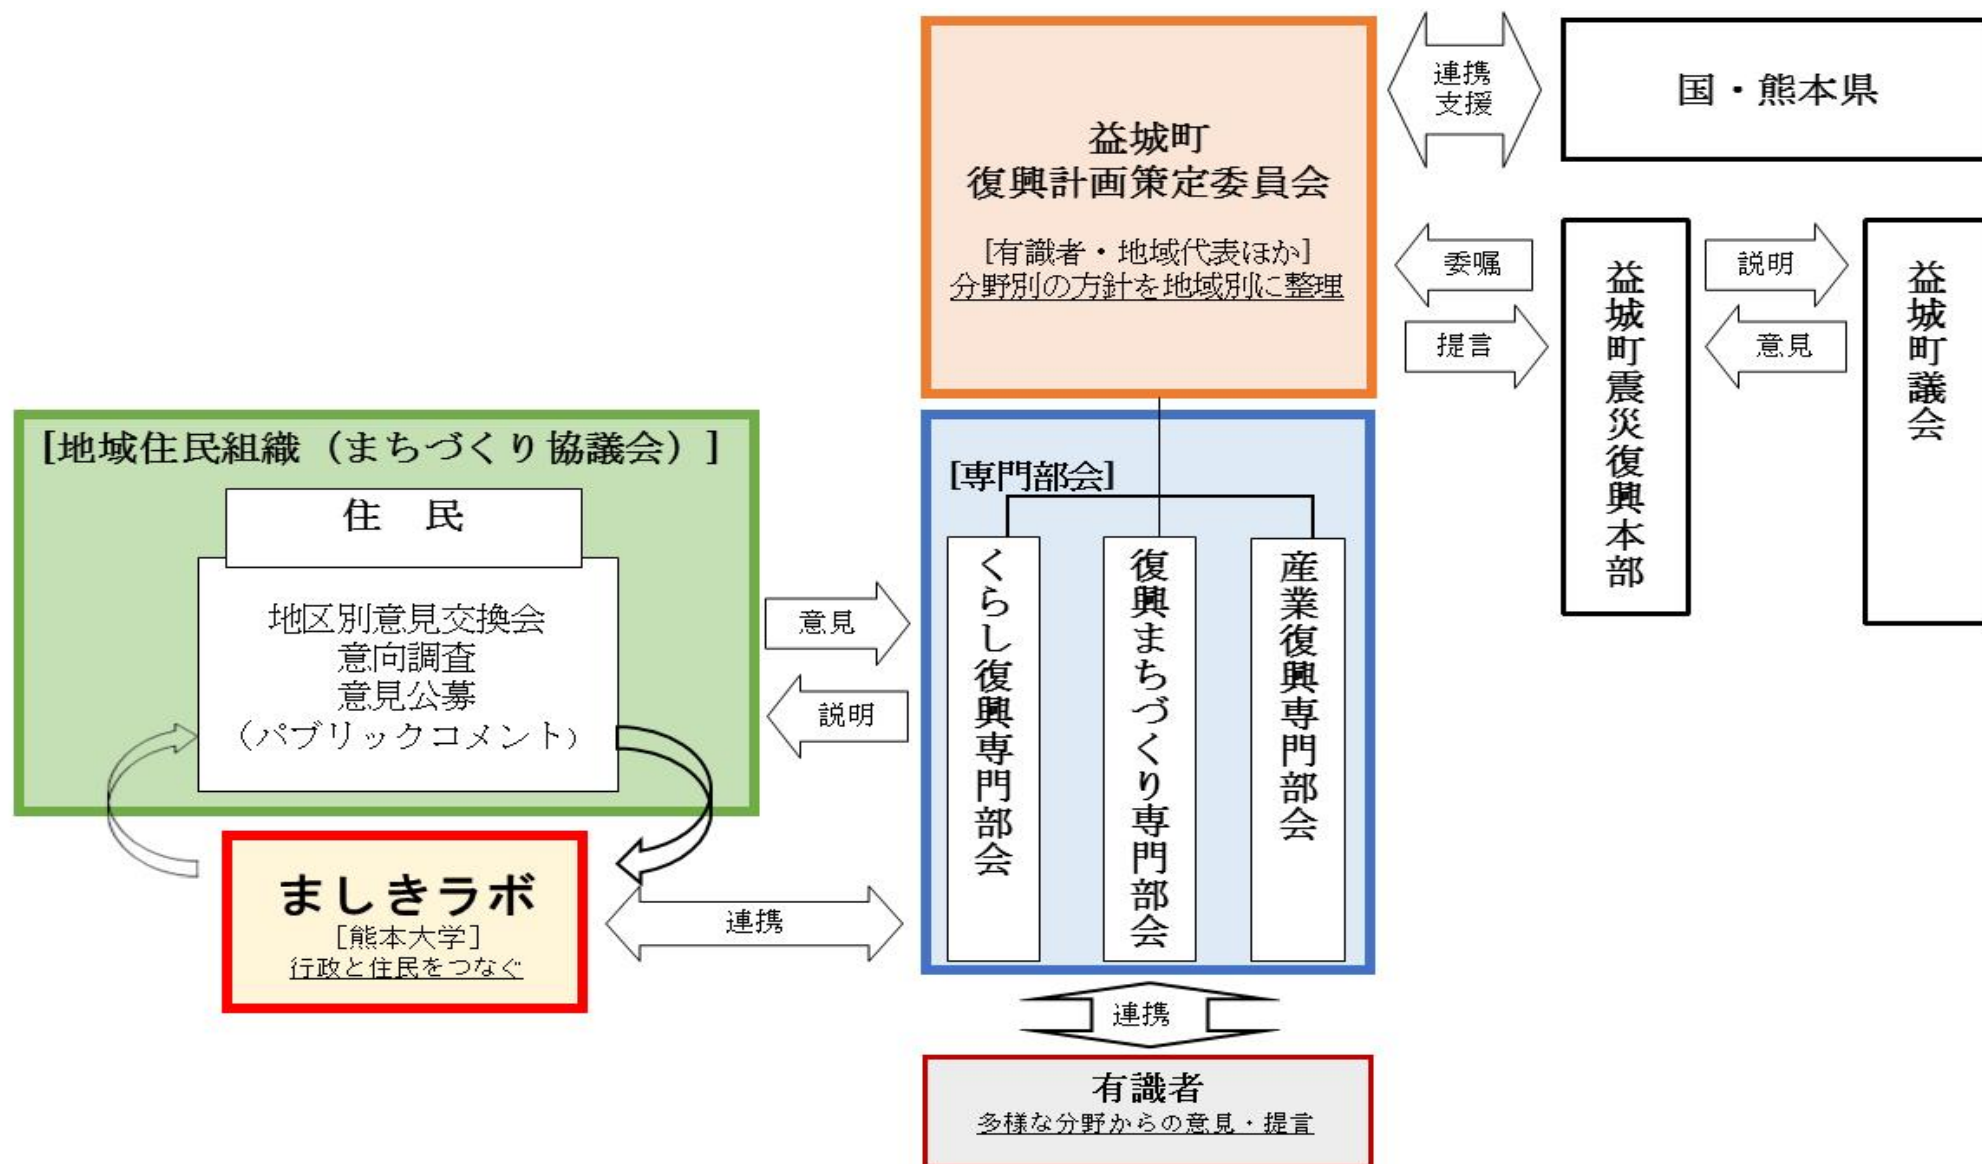 益城町
復興計画策定委員会
[有識者・地域代表ほか]
分野別の方針を地域別に整理
連携
支援
国・熊本県
委嘱
提言
益城町震災復興本部
説明
意見
益城町議会
[地域住民組織（まちづくり協議会）]
住　民
地区別意見交換会
意向調査
意見公募
（パブリックコメント）
意見
説明
[専門部会]
くらし復興専門部会
復興まちづくり専門部会
産業復興専門部会
ましきラボ
[熊本大学]
行政と住民をつなぐ
連携
連携
有識者
多様な分野からの意見・提言